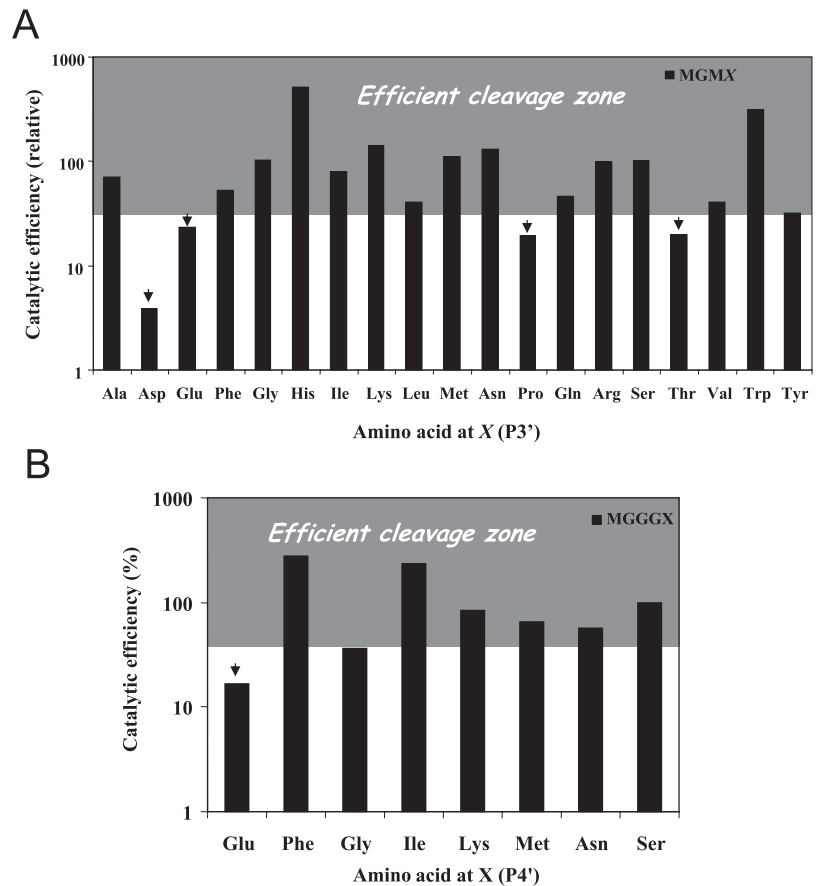 A
1000
MGMX
Efficient cleavage zone
Catalytic efficiency (relative)
100
10
1
Ala Asp Glu Phe Gly His Ile Lys Leu Met Asn Pro Gln Arg Ser Thr Val Trp Tyr
Amino acid at X (P3’)
B
1000
MGGGX
Efficient cleavage zone
Catalytic efficiency (%)
100
10
1
Glu Phe Gly Ile Lys Met Asn Ser
Amino acid at X (P4')